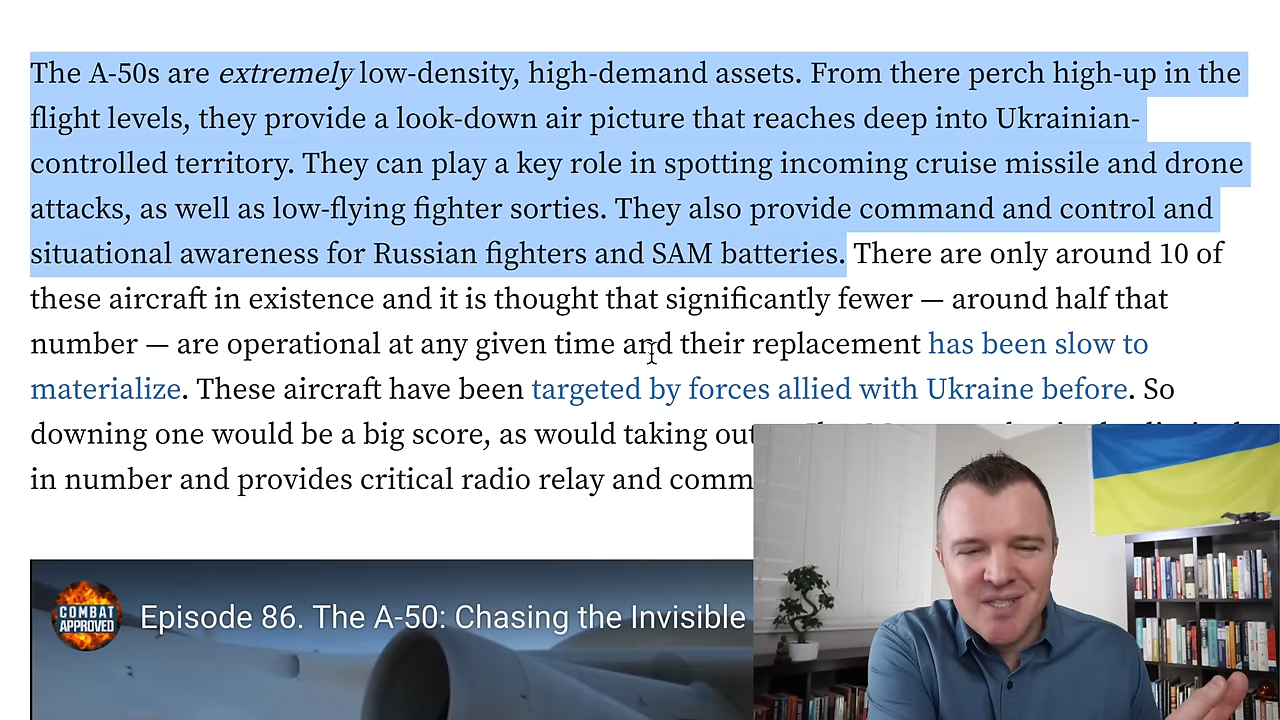 The A-50s are extremely low-density, high-demand assets. From there perch high-up in the
flight levels, they provide a look-down air picture that reaches deep into Ukrainian-
controlled territory. They can play a key role in spotting incoming cruise missile and drone
attacks, as well as low-flying fighter sorties. They also provide command and control and
situational awareness for Russian fighters and SAM batteries. There are only around 10 of
these aircraft in existence and it is thought that significantly fewer — around half that
number — are operational at any given time and their replacement has been slow to
materialize. These aircraft have been targeted by forces allied with Ukraine before. So
downing one would be a big score, as would taking out
in number and provides critical radio relay and comm
COMBAT
APPROVED
Episode 86. The A-50: Chasing the Invisible